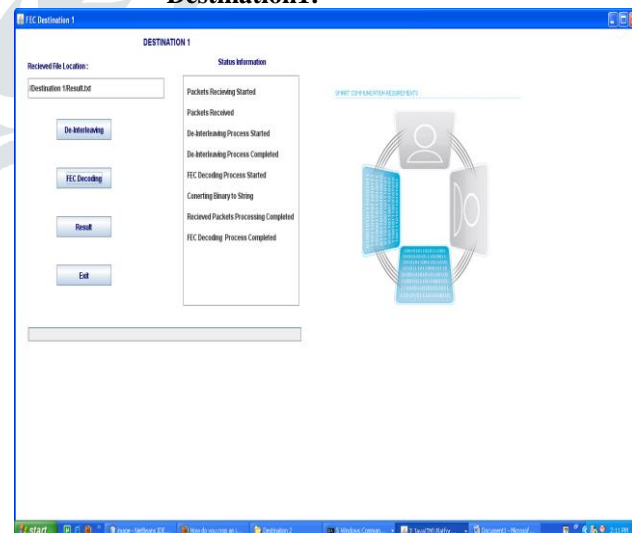 Destination1:
FEC Destination 1
DESTINATION 1
Recieved File Location :
Status Information
/Destination 1/Result.txt
Packets Recieving Started
Packets Received
De-Interleaving Process Started
De-Interleaving Process Completed
FEC Decoding Process Started
Conerting Binary to String
Recieved Packets Processing Completed
FEC Decoding Process Completed
De-Interleaving
FEC Decoding
Result
Exit
SMART COMMUNICATION REQUIREMENTS
start
Destination 2
2:11 PM